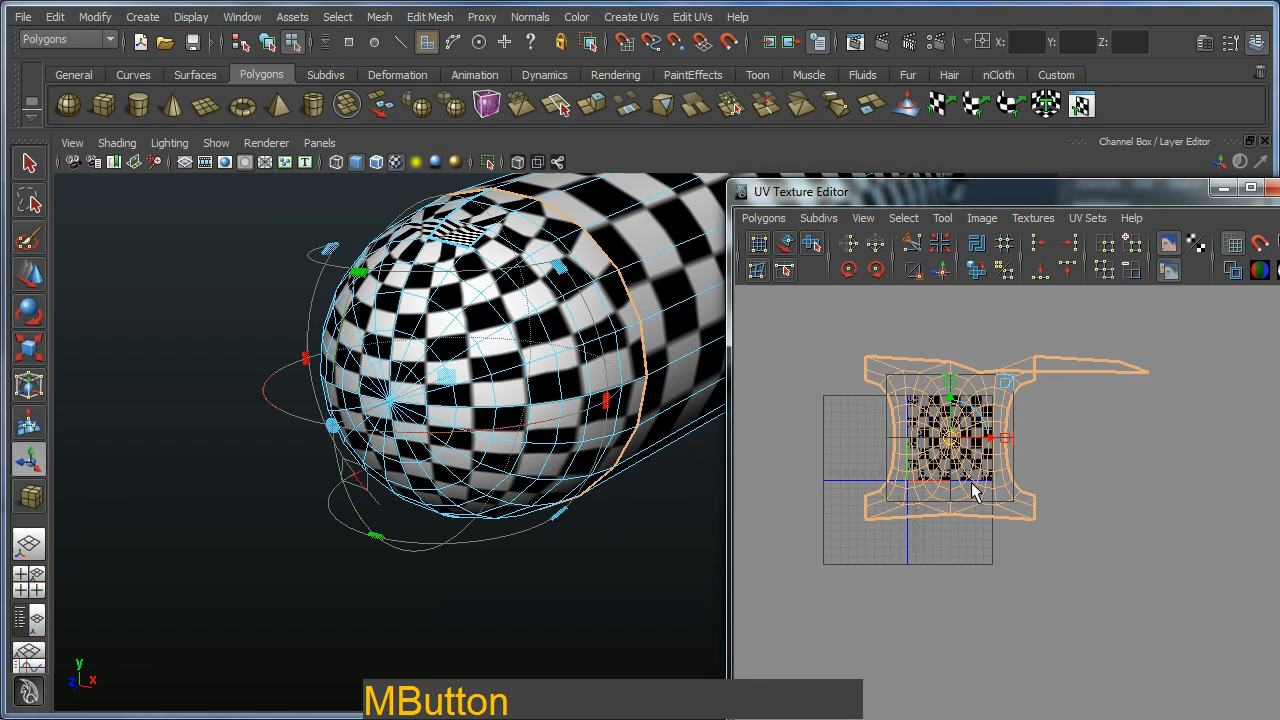 File Edit Modify Create Display Window Assets Select Mesh Edit Mesh Proxy Normals Color Create UVs Edit UVs Help
Polygons X: Y: Z:
General Curves Surfaces Polygons Subdivs Deformation Animation Dynamics Rendering PaintEffects Toon Muscle Fluids Fur Hair nCloth Custom
View Shading Lighting Show Renderer Panels
Channel Box / Layer Editor
UV Texture Editor
Polygons Subdivs View Select Tool Image Textures UV Sets Help
y
z x
MButton